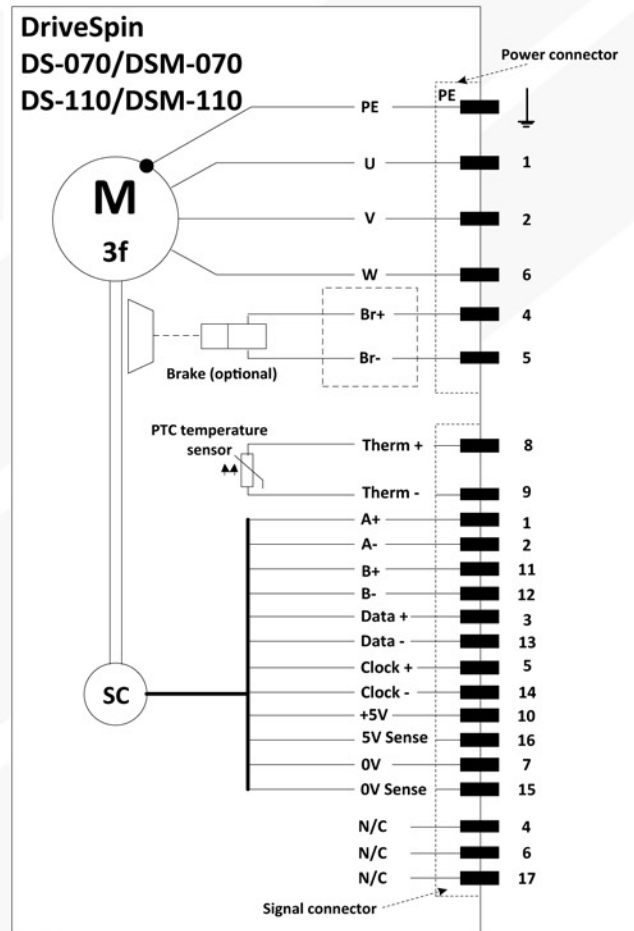 DriveSpin
DS-070/DSM-070
DS-110/DSM-110
Power connector
PE PE
U 1
V 2
W 6
M
3f
Br+ 4
Br- 5
Brake (optional)
PTC temperature
sensor
Therm + 8
Therm - 9
A+ 1
A- 2
B+ 11
B- 12
Data + 3
Data - 13
Clock + 5
Clock - 14
+5V 10
5V Sense 16
0V 7
0V Sense 15
SC
N/C 4
N/C 6
N/C 17
Signal connector